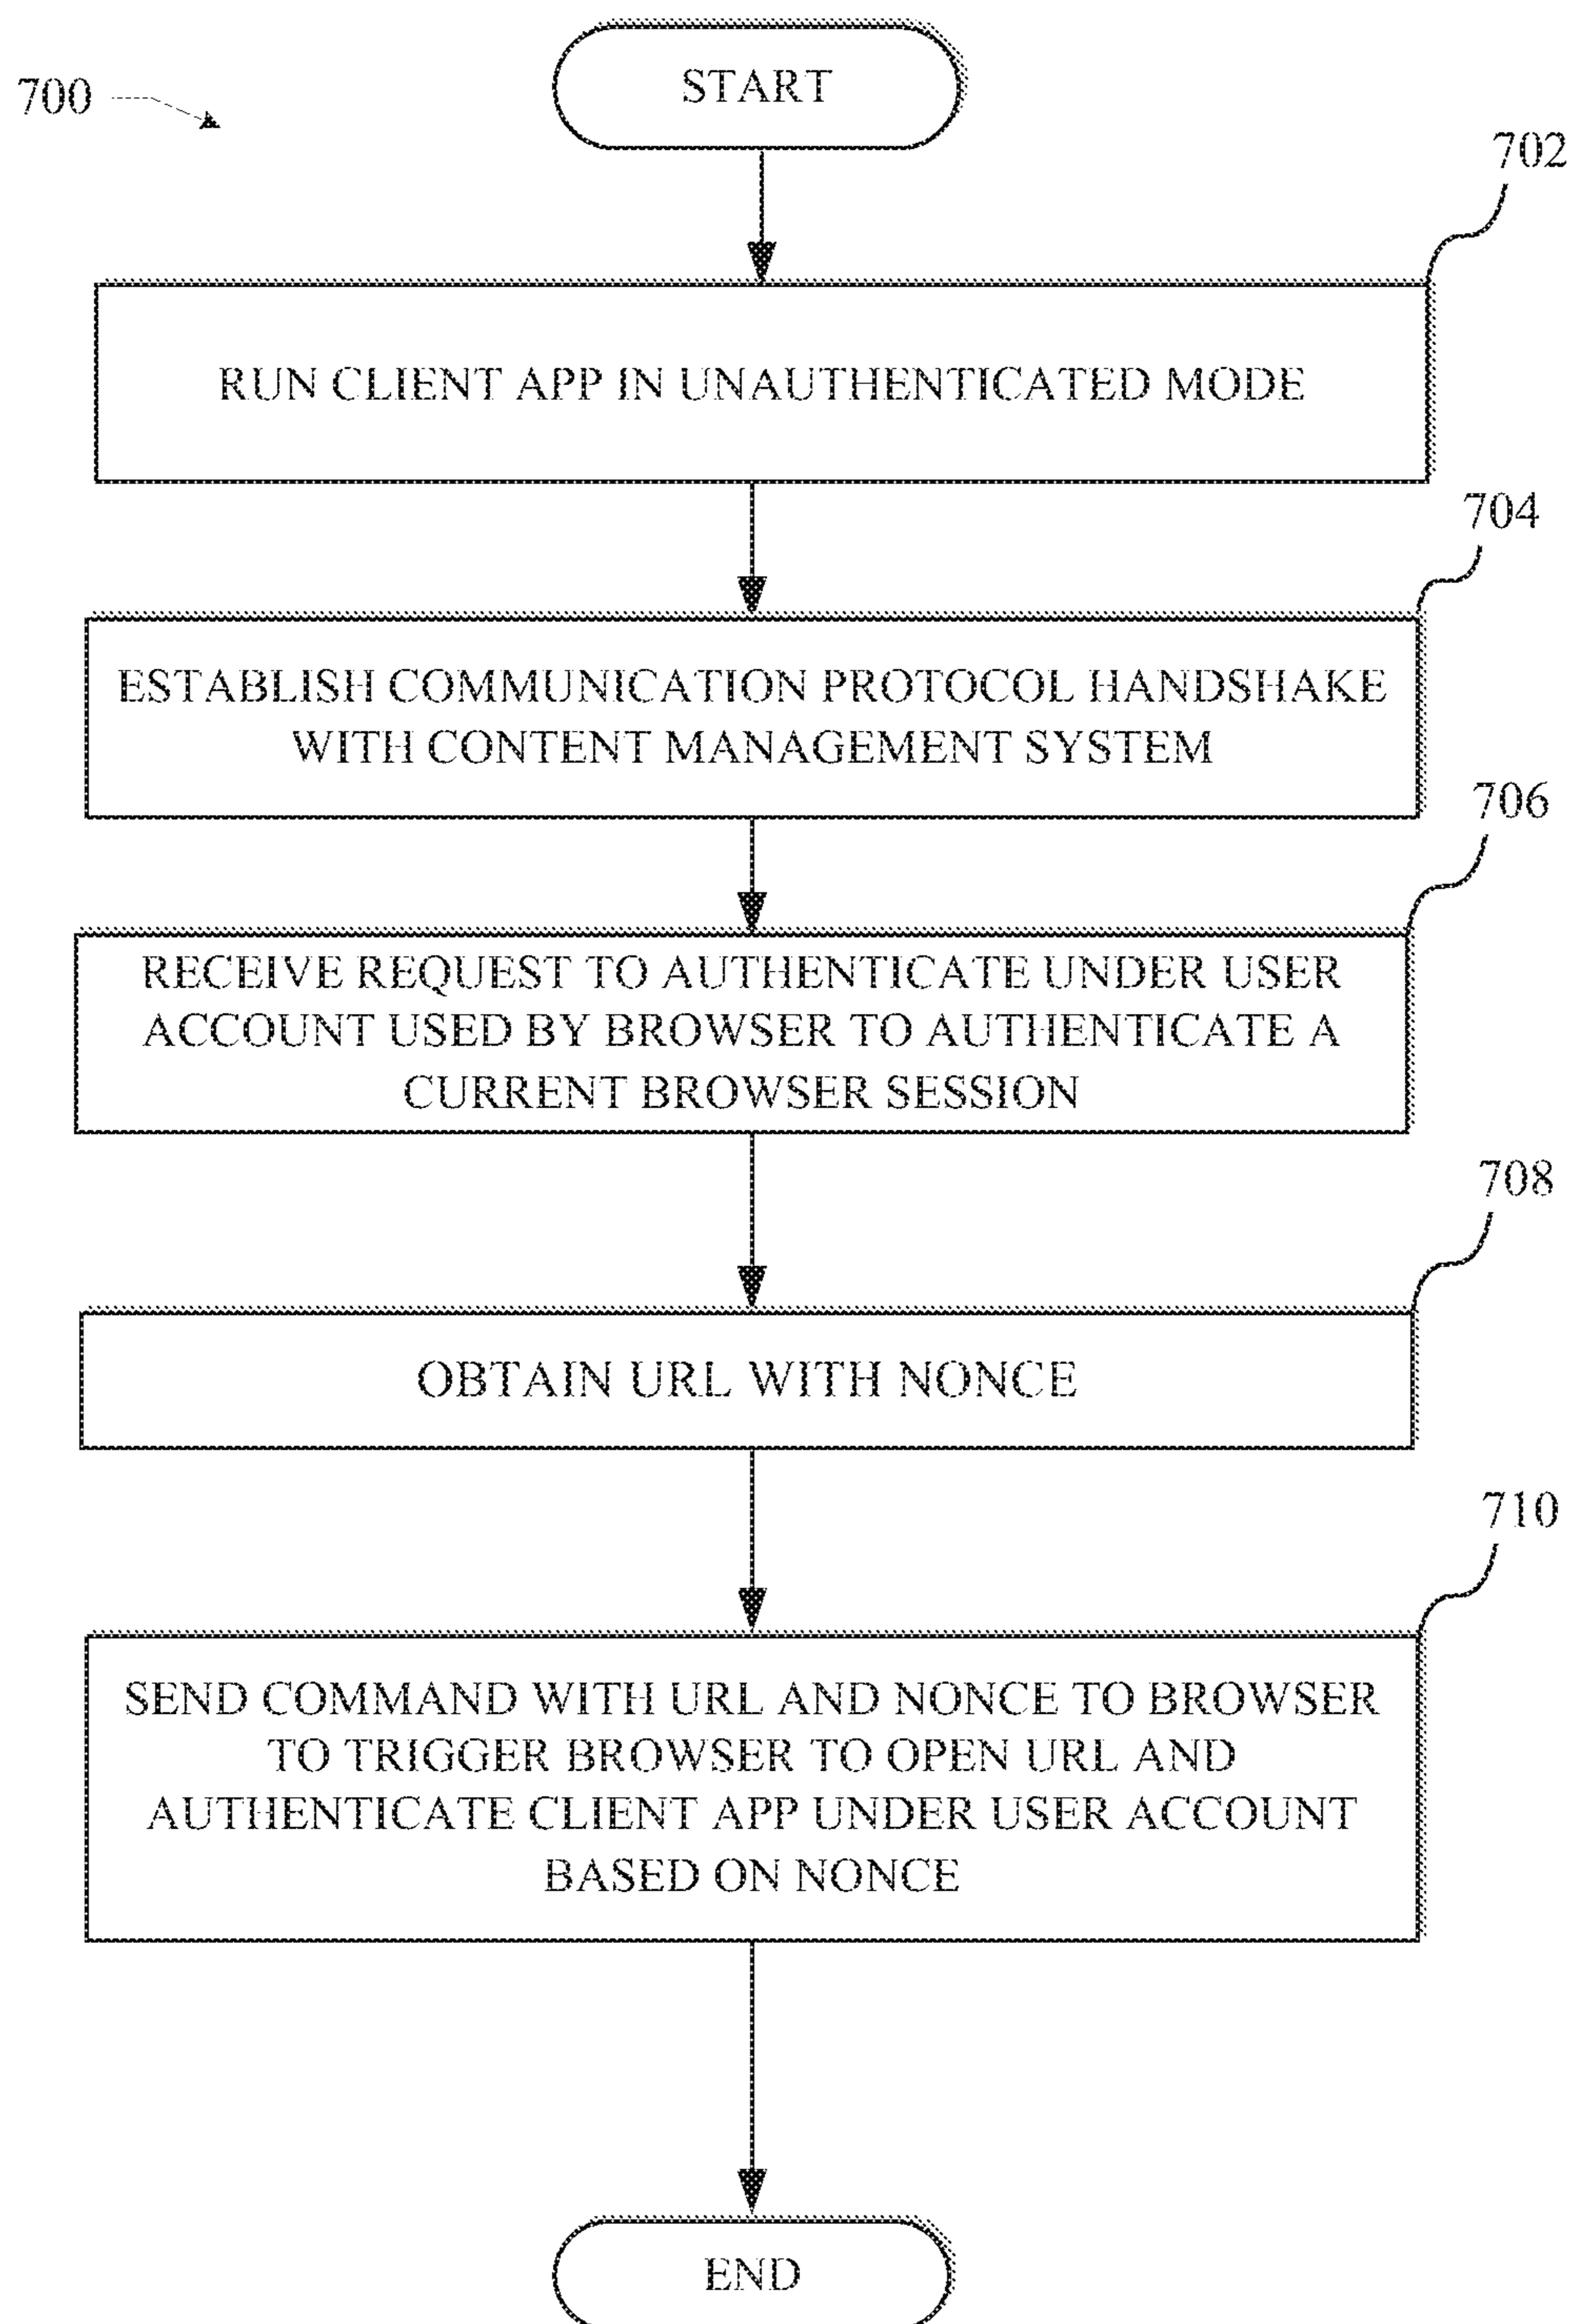 START
700
702
RUN CLIENT APP IN UNAUTHENTICATED MODE
704
ESTABLISH COMMUNICATION PROTOCOL HANDSHAKE
WITH CONTENT MANAGEMENT SYSTEM
706
RECEIVE REQUEST TO AUTHENTICATE UNDER USER
ACCOUNT USED BY BROWSER TO AUTHENTICATE A
CURRENT BROWSER SESSION
708
OBTAIN URL WITH NONCE
710
SEND COMMAND WITH URL AND NONCE TO BROWSER
TO TRIGGER BROWSER TO OPEN URL AND
AUTHENTICATE CLIENT APP UNDER USER ACCOUNT
BASED ON NONCE
END